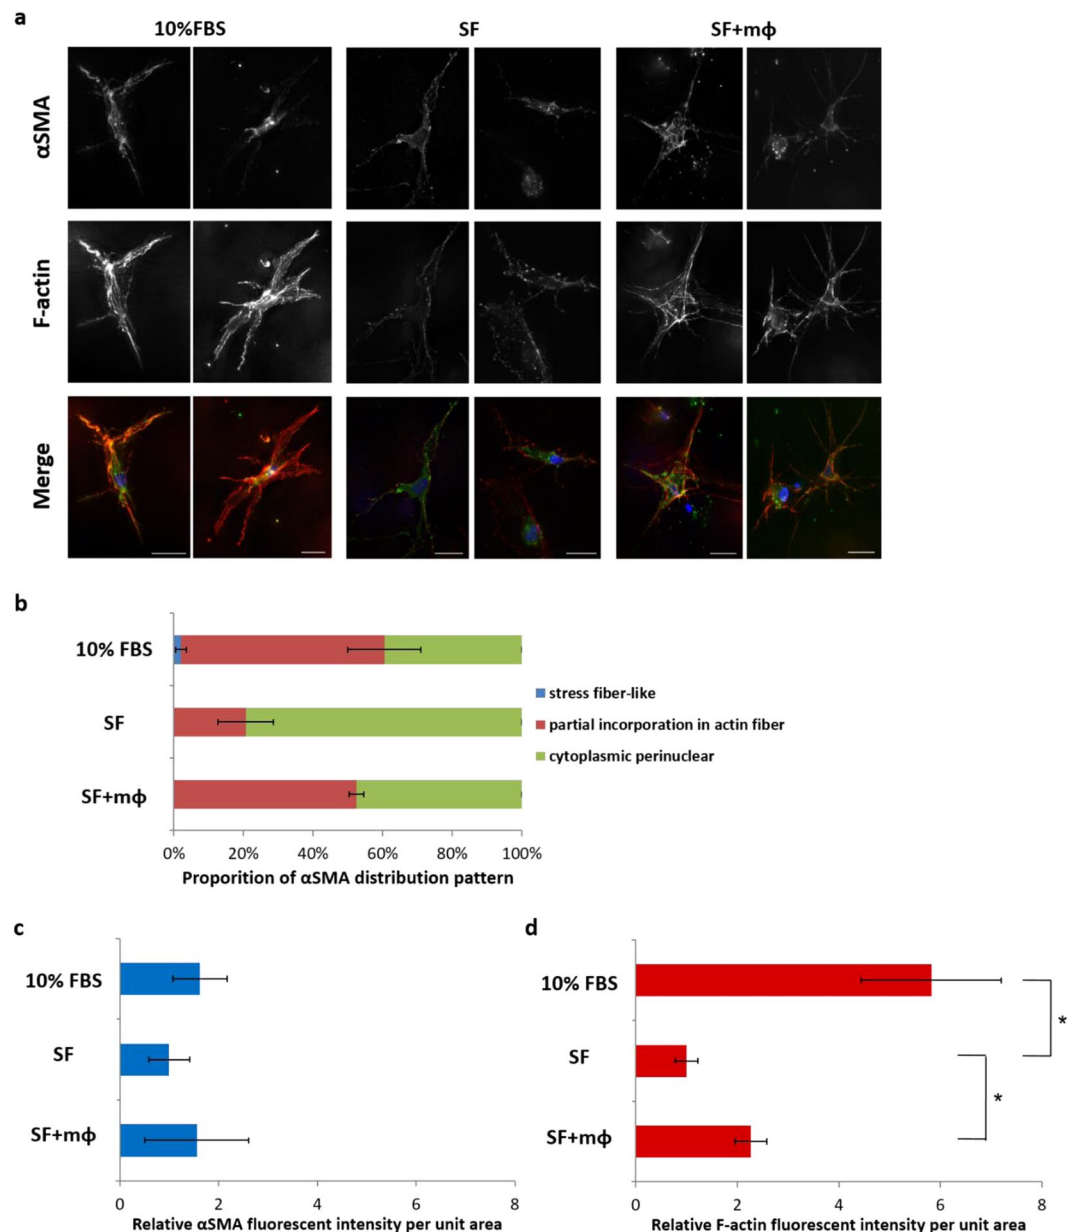 a
10%FBS
SF
SF+mϕ
αSMA
F-actin
Merge
b
10% FBS
SF
SF+mϕ
stress fiber-like
partial incorporation in actin fiber
cytoplasmic perinuclear
0% 20% 40% 60% 80% 100%
Proporition of αSMA distribution pattern
c
10% FBS
SF
SF+mϕ
0 2 4 6 8
Relative αSMA fluorescent intensity per unit area
d
10% FBS
SF
SF+mϕ
*
*
0 2 4 6 8
Relative F-actin fluorescent intensity per unit area